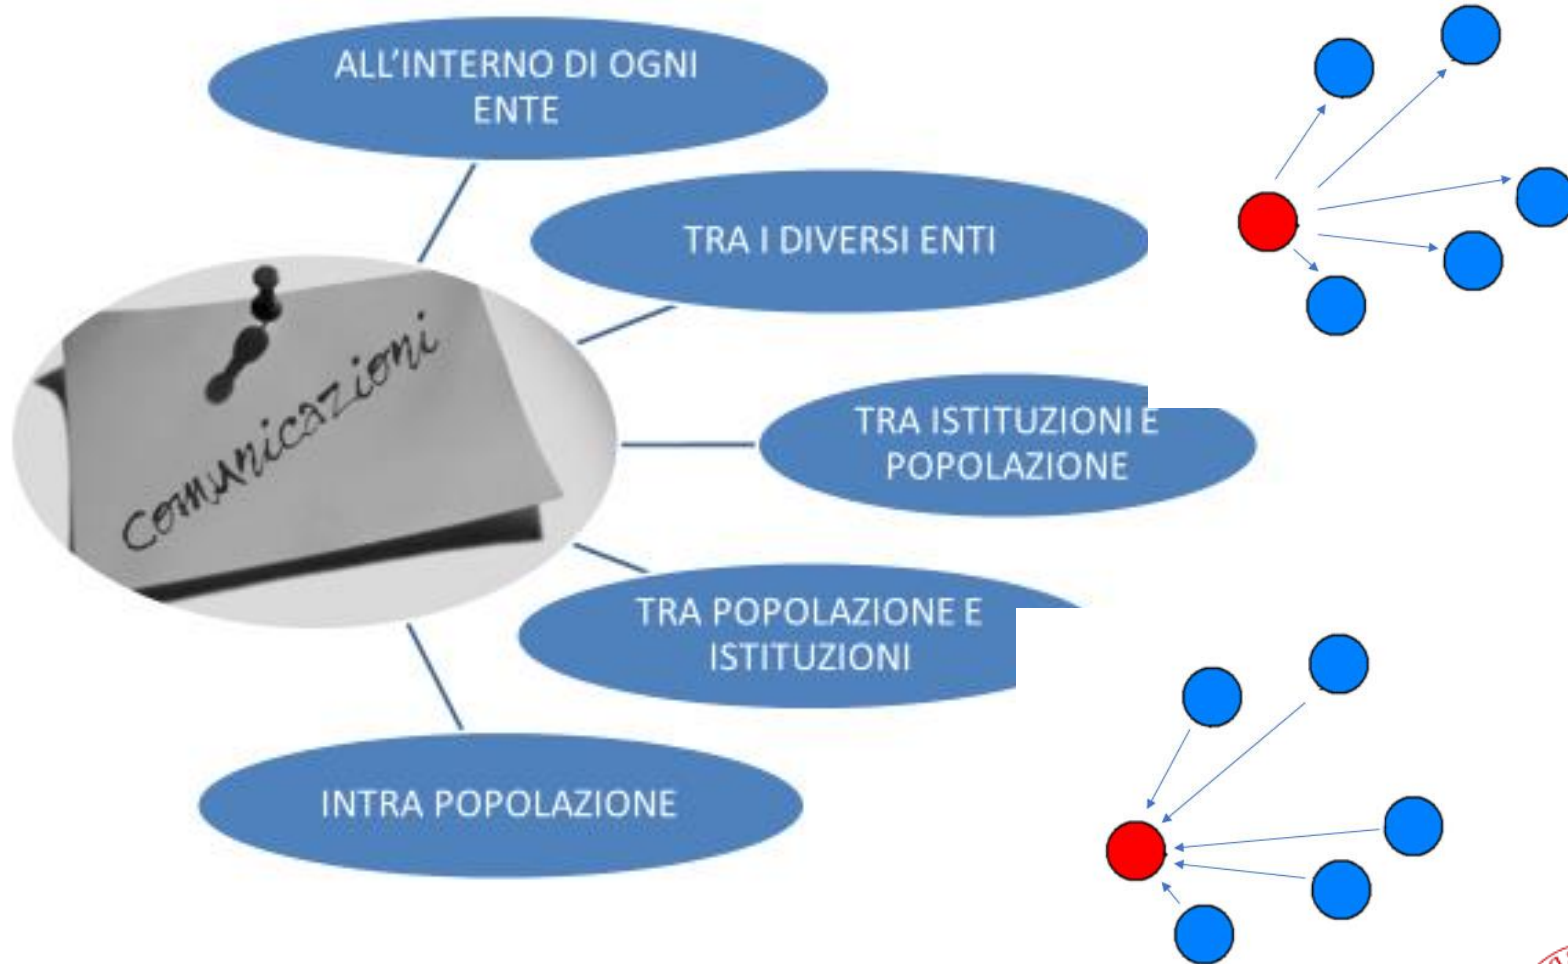 ALL'INTERNO DI OGNI
ENTE
TRA I DIVERSI ENTI
comunicazioni
TRA ISTITUZIONI E
POPOLAZIONE
TRA POPOLAZIONE E
ISTITUZIONI
INTRA POPOLAZIONE